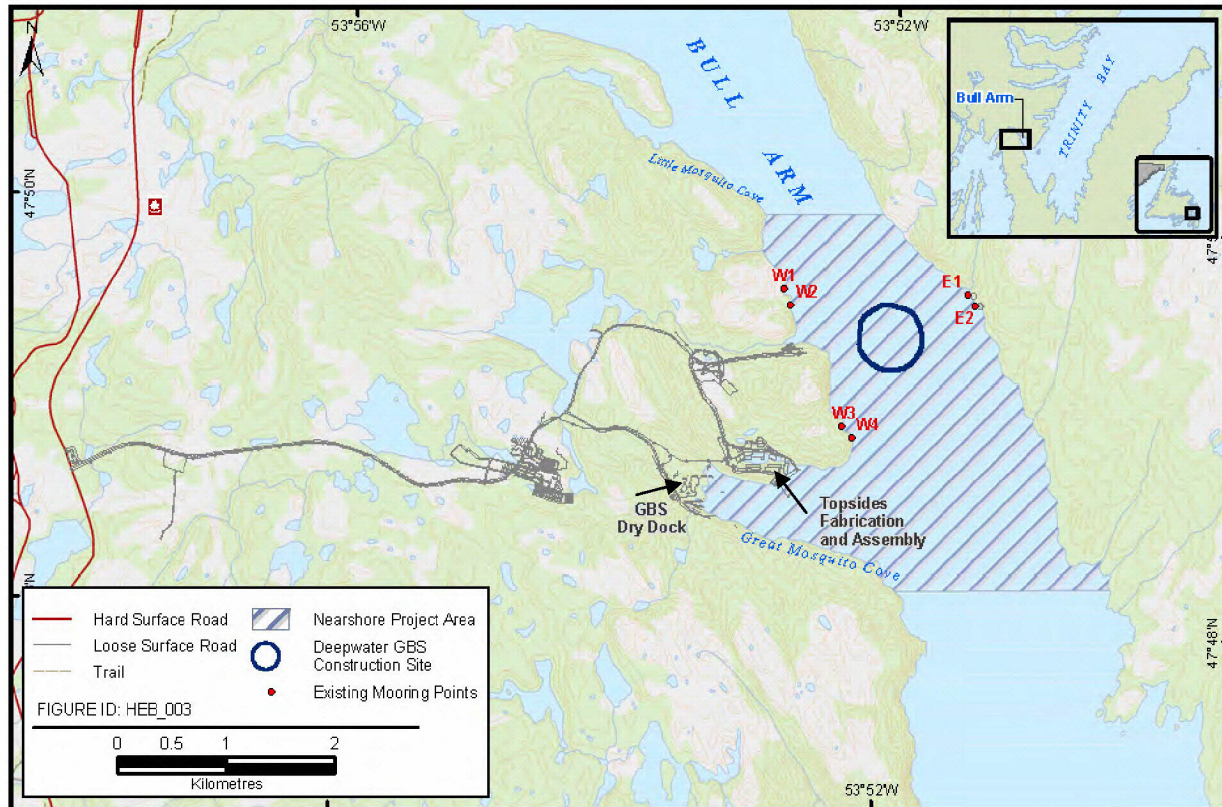 53°56'W
53°52'W
N
BULL ARM
Little Mosquito Cove
47°50'N
Bull Arm
TRINITY BAY
W1
W2
E1
E2
W3
W4
GBS
Dry Dock
Topsides
Fabrication
and Assembly
Great Mosquito Cove
47°48'N
Hard Surface Road
Loose Surface Road
Trail
Nearshore Project Area
Deepwater GBS
Construction Site
Existing Mooring Points
FIGURE ID: HEB_003
0 0.5 1 2
Kilometres
53°52'W